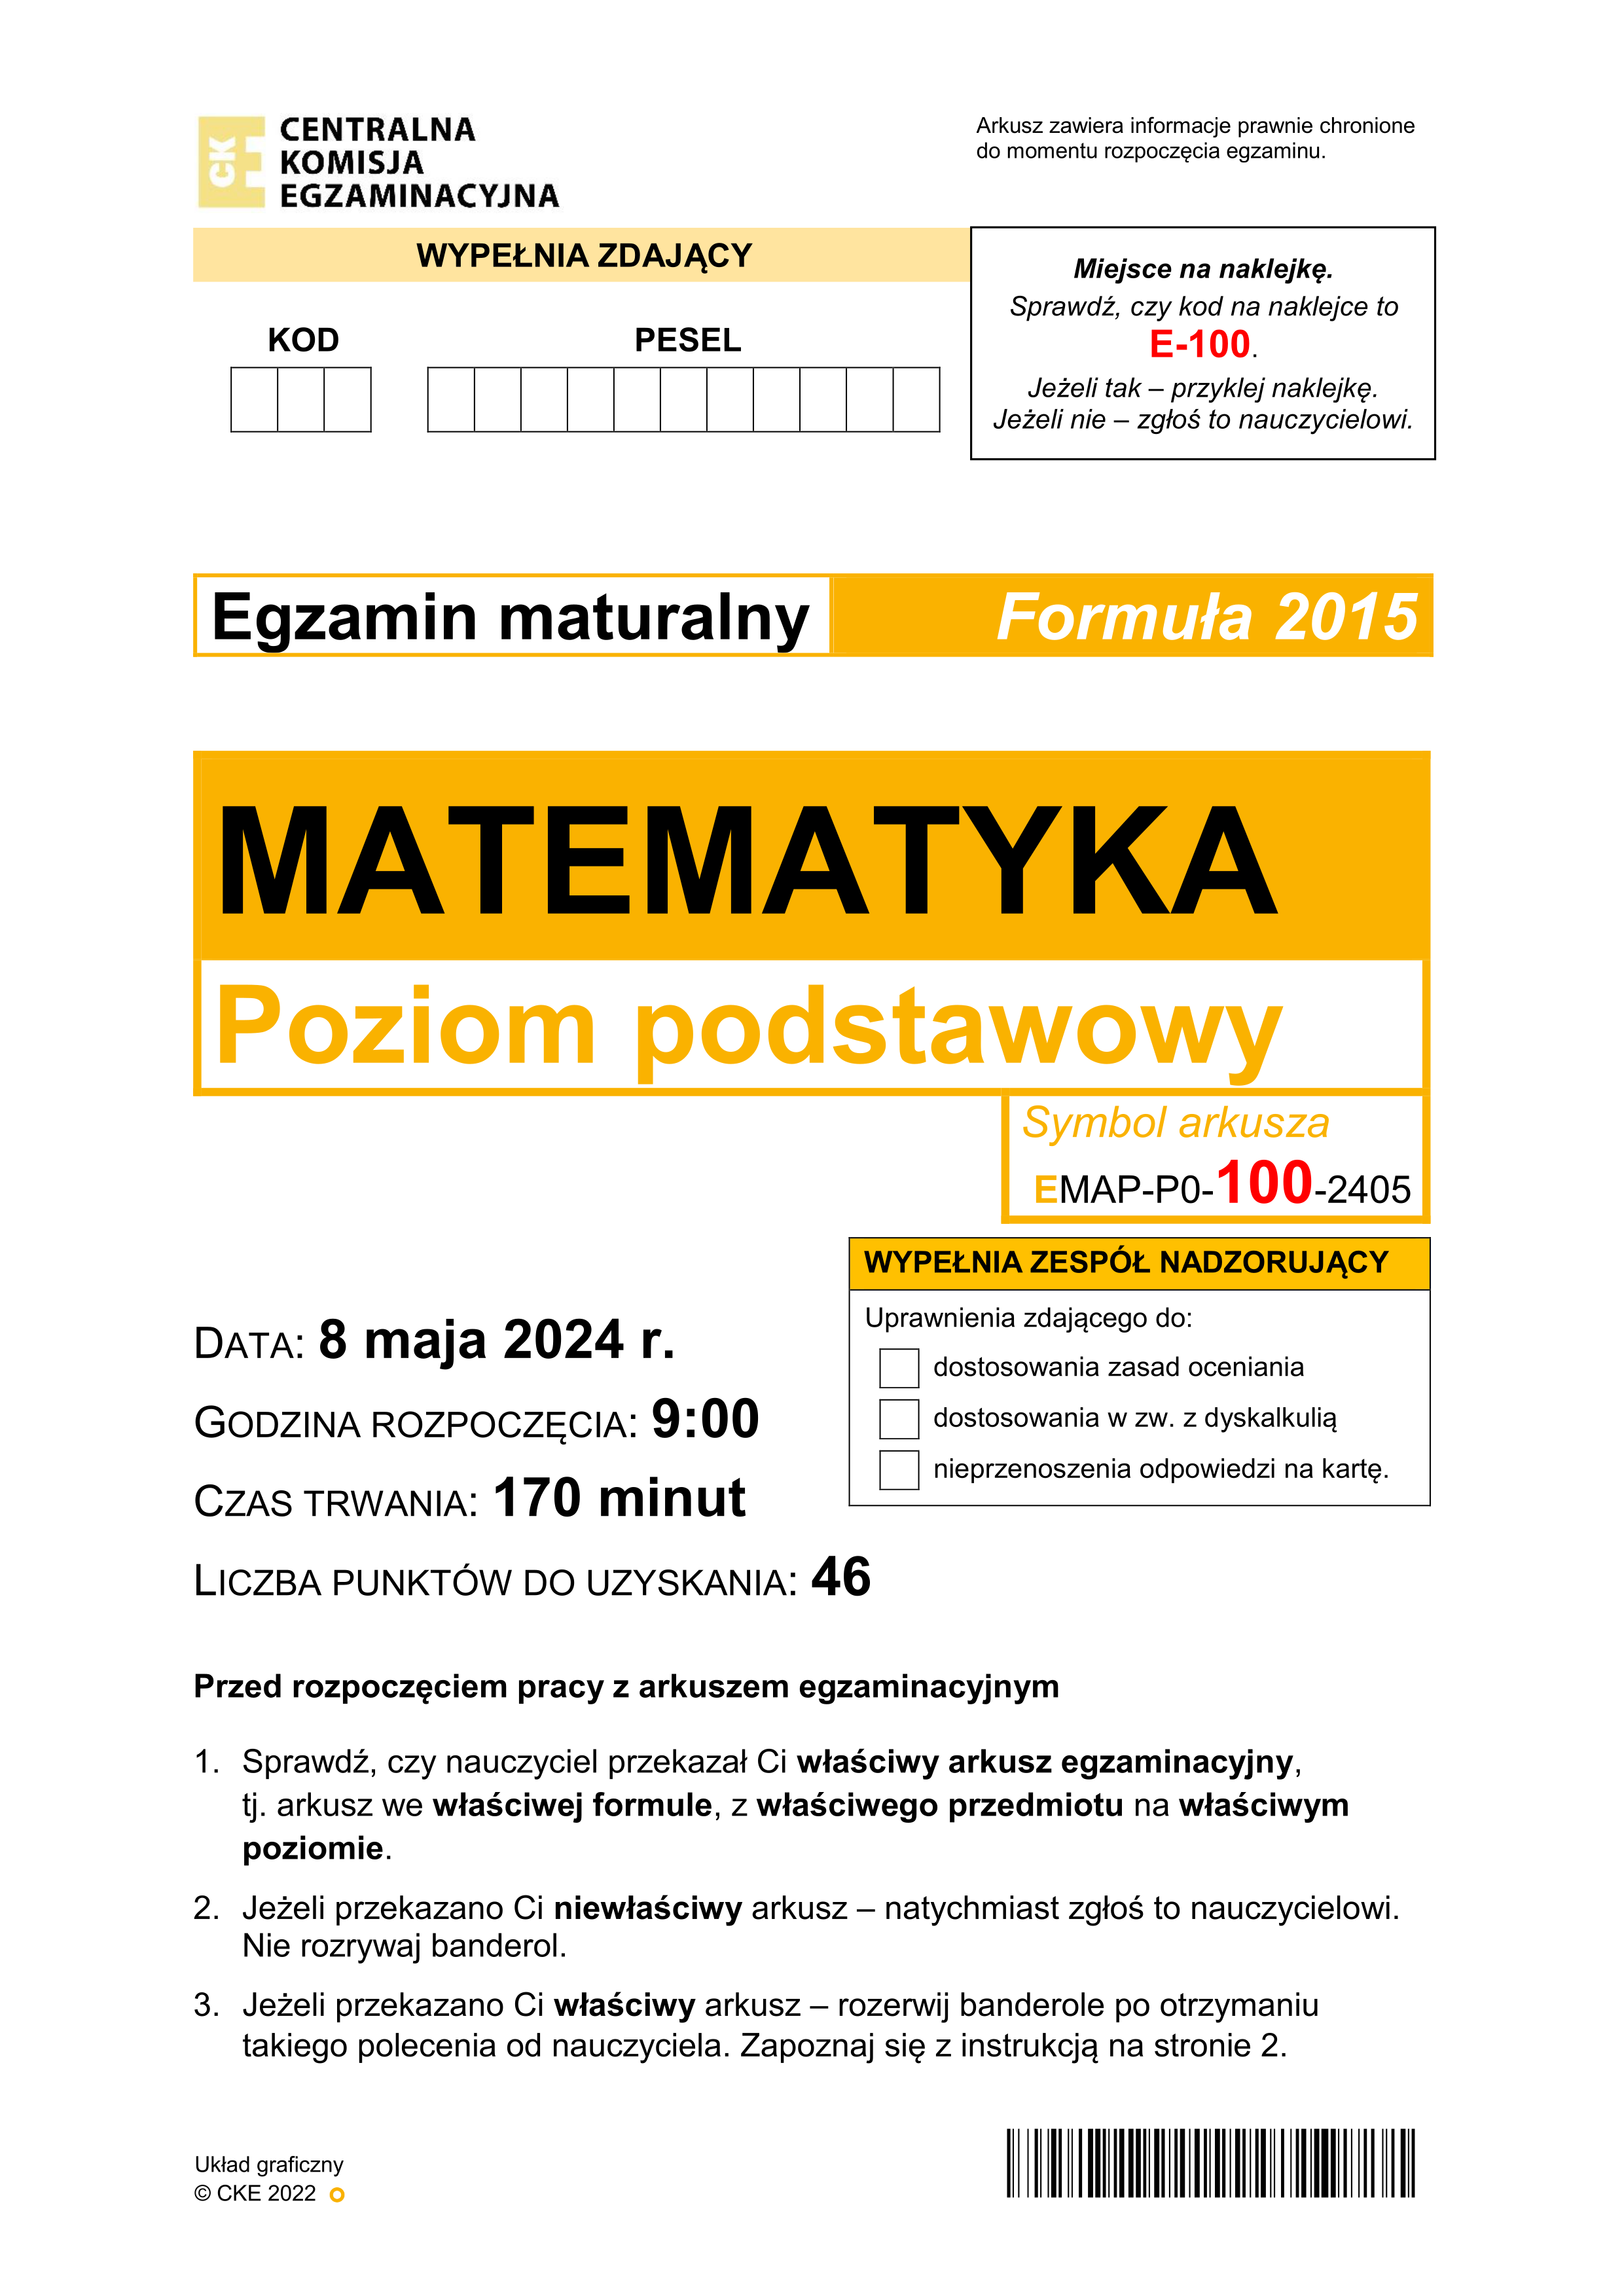 CK
CENTRALNA
KOMISJA
EGZAMINACYJNA
Arkusz zawiera informacje prawnie chronione
do momentu rozpoczęcia egzaminu.
WYPEŁNIA ZDAJĄCY
KOD
PESEL
Miejsce na naklejkę.
Sprawdź, czy kod na naklejce to
E-100.
Jeżeli tak – przyklej naklejkę.
Jeżeli nie – zgłoś to nauczycielowi.
Egzamin maturalny
Formuła 2015
MATEMATYKA
Poziom podstawowy
Symbol arkusza
EMAP-P0-100-2405
WYPEŁNIA ZESPÓŁ NADZORUJĄCY
Uprawnienia zdającego do:
dostosowania zasad oceniania
dostosowania w zw. z dyskalkulią
nieprzenoszenia odpowiedzi na kartę.
DATA: 8 maja 2024 r.
GODZINA ROZPOCZĘCIA: 9:00
CZAS TRWANIA: 170 minut
LICZBA PUNKTÓW DO UZYSKANIA: 46
Przed rozpoczęciem pracy z arkuszem egzaminacyjnym
1. Sprawdź, czy nauczyciel przekazał Ci właściwy arkusz egzaminacyjny,
tj. arkusz we właściwej formule, z właściwego przedmiotu na właściwym
poziomie.
2. Jeżeli przekazano Ci niewłaściwy arkusz – natychmiast zgłoś to nauczycielowi.
Nie rozrywaj banderol.
3. Jeżeli przekazano Ci właściwy arkusz – rozerwij banderole po otrzymaniu
takiego polecenia od nauczyciela. Zapoznaj się z instrukcją na stronie 2.
Układ graficzny
© CKE 2022